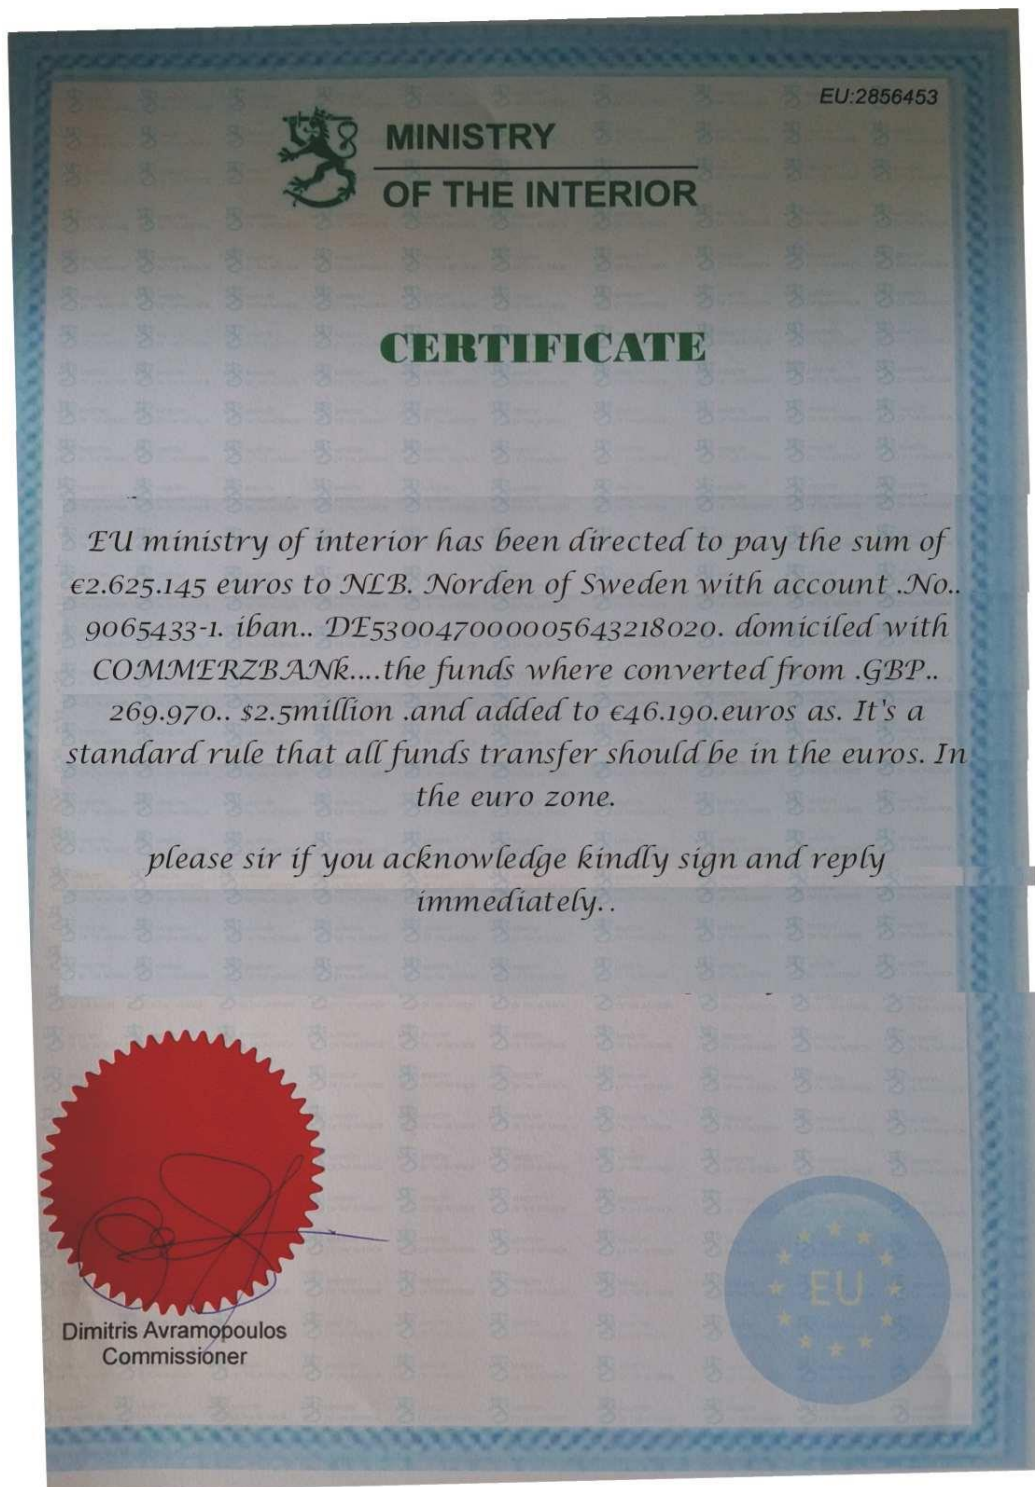 EU:2856453
MINISTRY
OF THE INTERIOR
CERTIFICATE
EU ministry of interior has been directed to pay the sum of
€2.625.145 euros to NLB. Norden of Sweden with account .No..
9065433-1. iban.. DE5300470000005643218020. domiciled with
COMMERZBANk....the funds where converted from .GBP..
269.970.. $2.5million .and added to €46.190.euros as. It's a
standard rule that all funds transfer should be in the euros. In
the euro zone.
please sir if you acknowledge kindly sign and reply
immediately. .
Dimitris Avramopoulos
Commissioner
EU